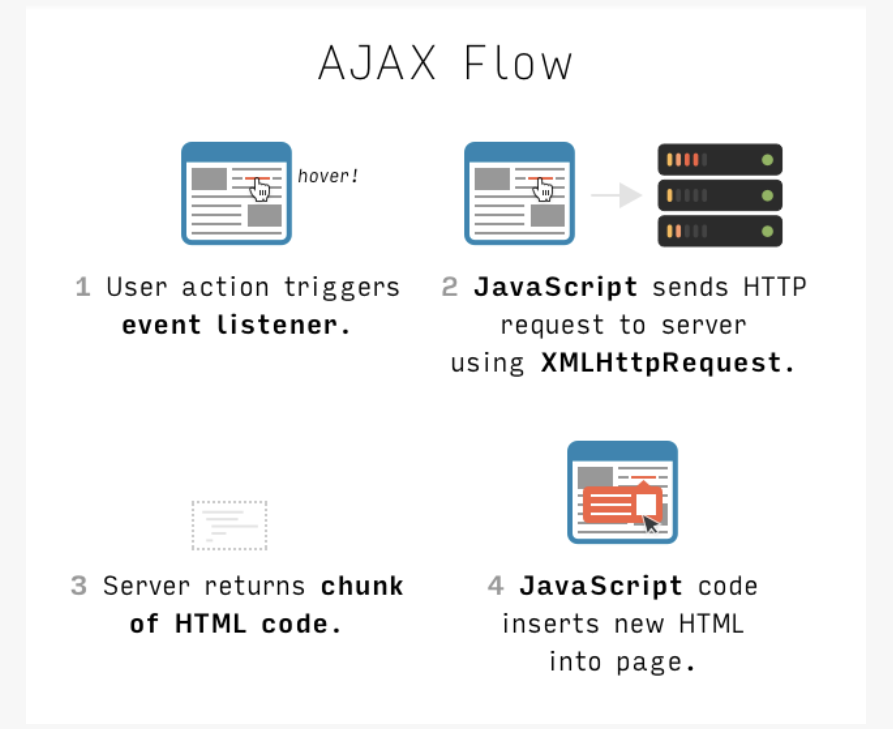 AJAX Flow
hover!
1 User action triggers
event listener.
2 JavaScript sends HTTP
request to server
using XMLHttpRequest.
3 Server returns chunk
of HTML code.
4 JavaScript code
inserts new HTML
into page.